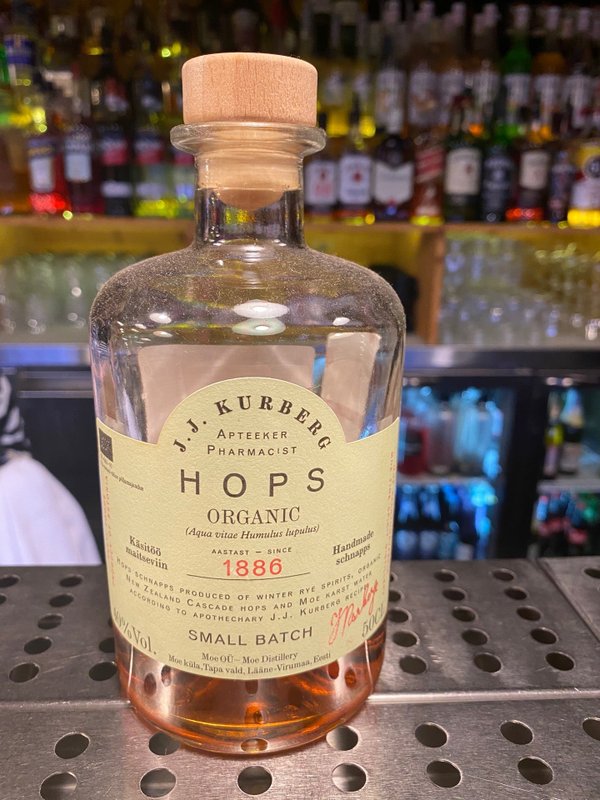 J.J. KURBERG
APTEEKER
PHARMACIST
HOPS
ORGANIC
(Aqua vitae Humulus lupulus)
Käsitöö
maitseviin
AASTAST – SINCE
1886
Handmade
schnapps
HOPS SCHNAPPS PRODUCED OF WINTER RYE SPIRITS, ORGANIC
NEW ZEALAND CASCADE HOPS AND MOE KARST WATER
ACCORDING TO APOTHECARY J.J. KURBERG RECIPE
40%Vol.
SMALL BATCH
50CL
Moe OÜ – Moe Distillery
Moe küla, Tapa vald, Lääne-Virumaa, Eesti